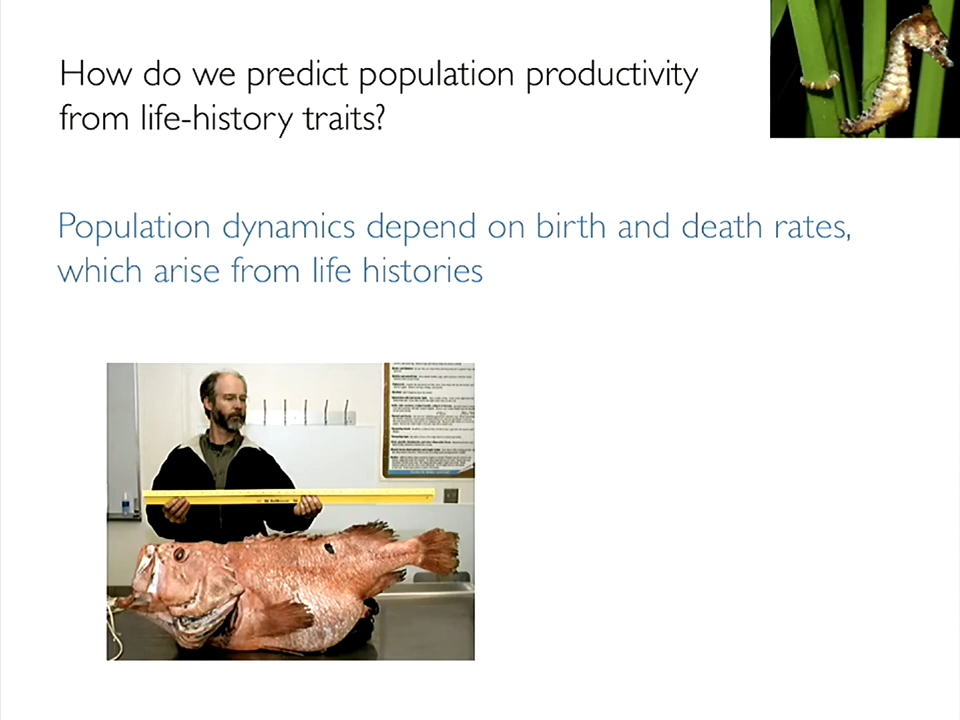 How do we predict population productivity
from life-history traits?
Population dynamics depend on birth and death rates,
which arise from life histories